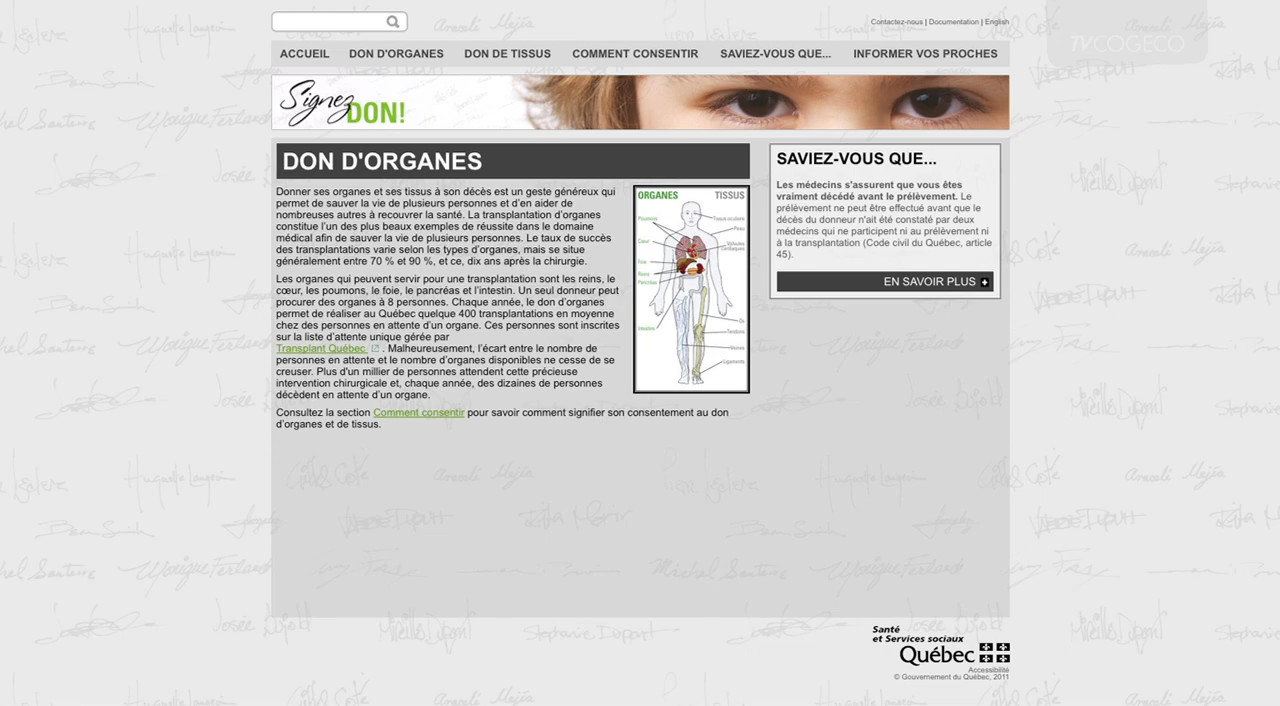 Contactez-nous | Documentation | English
TVCOGECO
ACCUEIL DON D'ORGANES DON DE TISSUS COMMENT CONSENTIR SAVIEZ-VOUS QUE... INFORMER VOS PROCHES
Signez DON!
DON D'ORGANES
Donner ses organes et ses tissus à son décès est un geste généreux qui
permet de sauver la vie de plusieurs personnes et d’en aider de
nombreuses autres à recouvrer la santé. La transplantation d’organes
constitue l’un des plus beaux exemples de réussite dans le domaine
médical afin de sauver la vie de plusieurs personnes. Le taux de succès
des transplantations varie selon les types d’organes, mais se situe
généralement entre 70 % et 90 %, et ce, dix ans après la chirurgie.
Les organes qui peuvent servir pour une transplantation sont les reins, le
cœur, les poumons, le foie, le pancréas et l’intestin. Un seul donneur peut
procurer des organes à 8 personnes. Chaque année, le don d’organes
permet de réaliser au Québec quelque 400 transplantations en moyenne
chez des personnes en attente d’un organe. Ces personnes sont inscrites
sur la liste d’attente unique gérée par
Transplant Québec . Malheureusement, l’écart entre le nombre de
personnes en attente et le nombre d’organes disponibles ne cesse de se
creuser. Plus d'un millier de personnes attendent cette précieuse
intervention chirurgicale et, chaque année, des dizaines de personnes
décèdent en attente d’un organe.
Consultez la section Comment consentir pour savoir comment signifier son consentement au don
d’organes et de tissus.
ORGANES TISSUS
Poumons
Cœur
Foie
Reins
Pancréas
Intestins
Tissus oculaire
Peau
Valvules
cardiaques
Os
Tendons
Veines
Ligaments
SAVIEZ-VOUS QUE...
Les médecins s'assurent que vous êtes
vraiment décédé avant le prélèvement. Le
prélèvement ne peut être effectué avant que le
décès du donneur n'ait été constaté par deux
médecins qui ne participent ni au prélèvement ni
à la transplantation (Code civil du Québec, article
45).
EN SAVOIR PLUS
Santé
et Services sociaux
Québec
Accessibilité
© Gouvernement du Québec, 2011